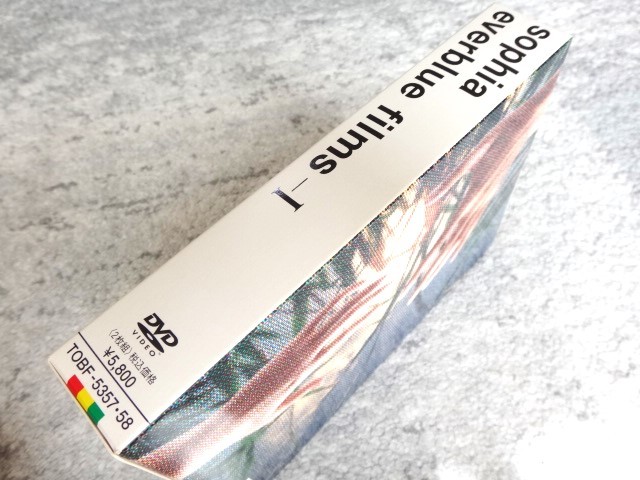 sophia
everblue films–I
DVD
VIDEO
(2枚組)税込価格
¥5,800
TOBF-5357・58